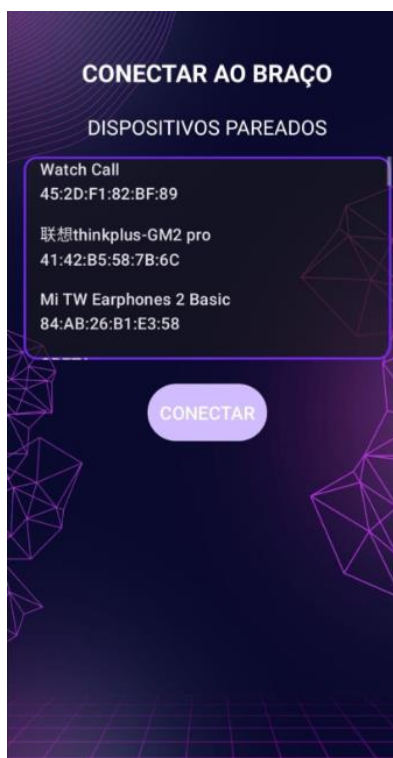 CONECTAR AO BRAÇO
DISPOSITIVOS PAREADOS
Watch Call
45:2D:F1:82:BF:89
联想thinkplus-GM2 pro
41:42:B5:58:7B:6C
Mi TW Earphones 2 Basic
84:AB:26:B1:E3:58
CONECTAR